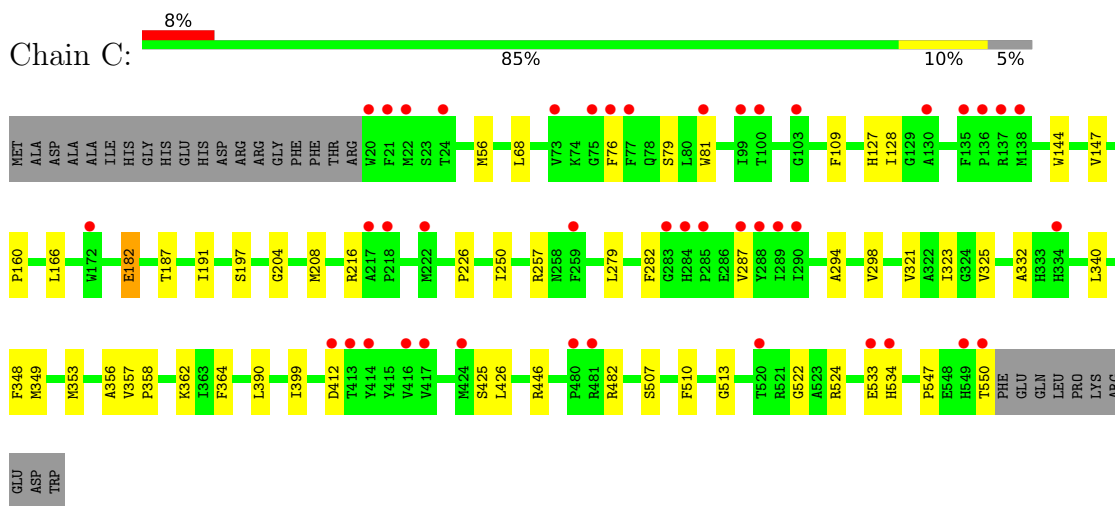 8%
Chain C:
85% 10% 5%
MET ALA ASP ALA ALA ILE HIS GLY HIS GLU HIS ASP ARG ARG GLY PHE PHE THR ARG W20 F21 M22 S23 T24 M56 L68 V73 K74 G75 F76 F77 Q78 S79 L80 W81 I99 T100 G103 F109 H127 I128 G129 A130 F135 P136 R137 M138 W144 V147
P160 L166 W172 E182 T187 I191 S197 G204 M208 R216 A217 P218 M222 P226 I250 R257 N258 F259 L279 F282 G283 H284 P285 E286 V287 Y288 I289 I290 A294 V298 V321 A322 I323 G324 V325 A332 H333 H334 L340
F348 M349 M353 A356 V357 P358 K362 I363 F364 L390 I399 D412 T413 Y414 Y415 V416 V417 M424 S425 L426 R446 P480 R481 R482 S507 F510 G513 T520 R521 G522 A523 R524 E533 H534 P547 E548 H549 T550 PHE GLU GLN LEU PRO LYS ARG
GLU ASP TRP